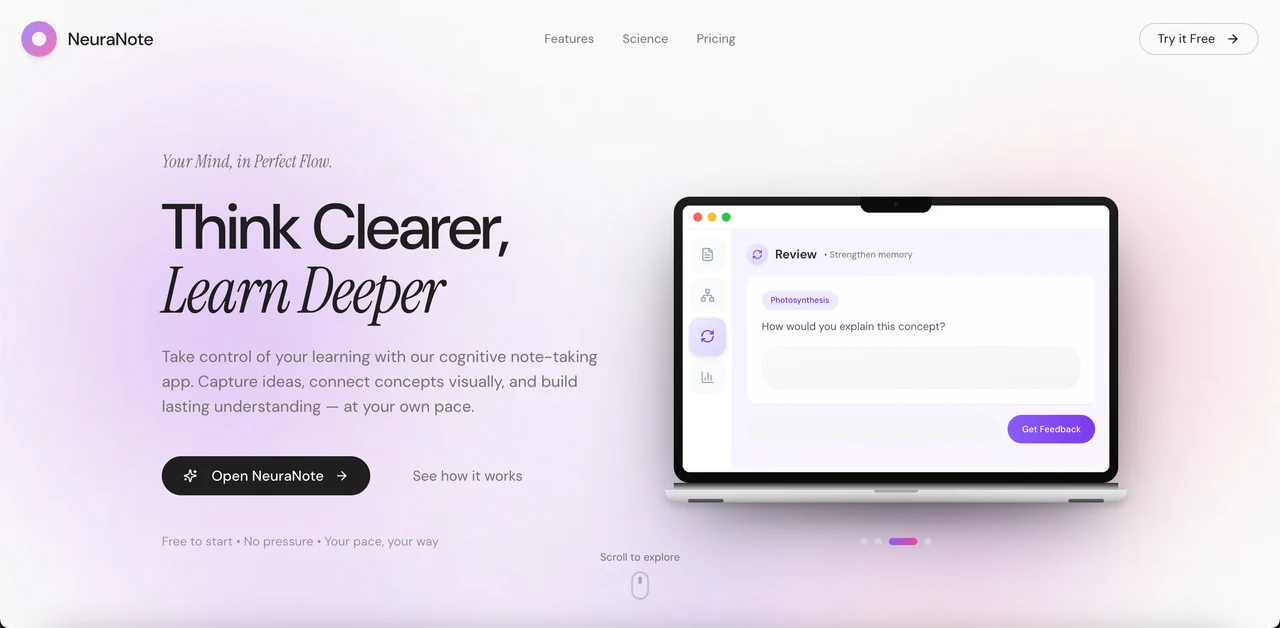 NeuraNote
Features
Science
Pricing
Try it Free
Your Mind, in Perfect Flow.
Think Clearer,
Learn Deeper
Take control of your learning with our cognitive note-taking
app. Capture ideas, connect concepts visually, and build
lasting understanding — at your own pace.
Open NeuraNote
See how it works
Free to start • No pressure • Your pace, your way
Review • Strengthen memory
Photosynthesis
How would you explain this concept?
Get Feedback
Scroll to explore